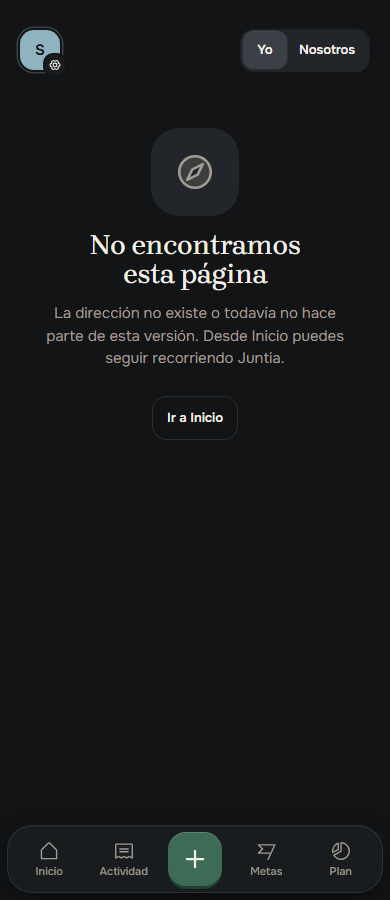 S
Yo
Nosotros
No encontramos
esta página
La dirección no existe o todavía no hace
parte de esta versión. Desde Inicio puedes
seguir recorriendo Juntia.
Ir a Inicio
Inicio
Actividad
Metas
Plan